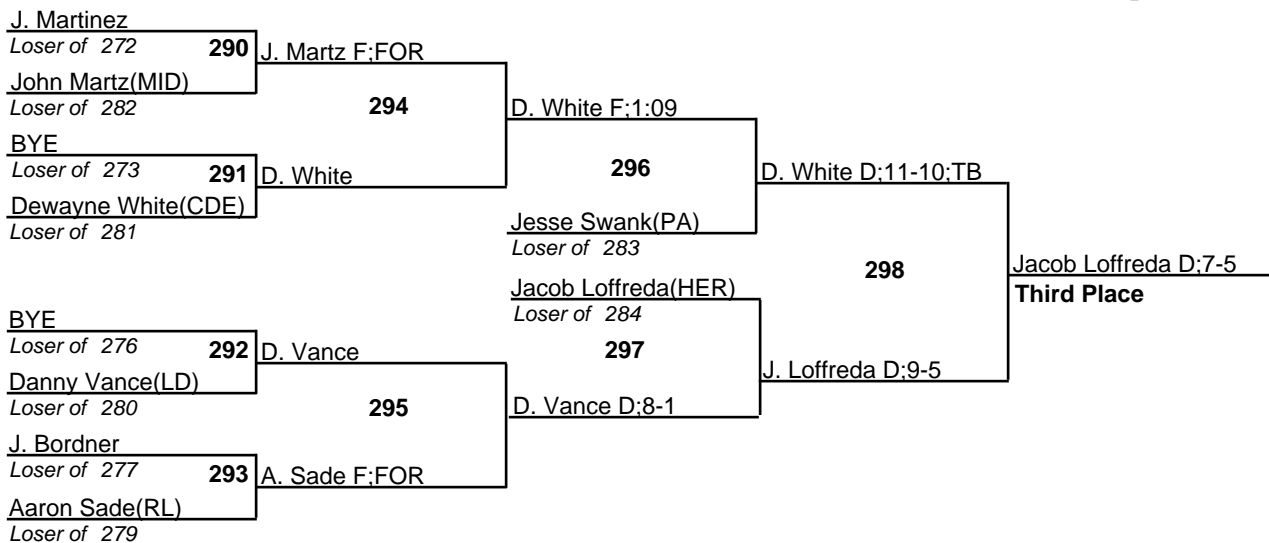 J. Martinez
Loser of 272
290
J. Martz F;FOR
John Martz(MID)
Loser of 282
294
D. White F;1:09
BYE
Loser of 273
291
D. White
296
D. White D;11-10;TB
Dewayne White(CDE)
Loser of 281
Jesse Swank(PA)
Loser of 283
298
Jacob Loffreda D;7-5
Third Place
Jacob Loffreda(HER)
Loser of 284
BYE
Loser of 276
292
D. Vance
297
J. Loffreda D;9-5
Danny Vance(LD)
Loser of 280
295
D. Vance D;8-1
J. Bordner
Loser of 277
293
A. Sade F;FOR
Aaron Sade(RL)
Loser of 279